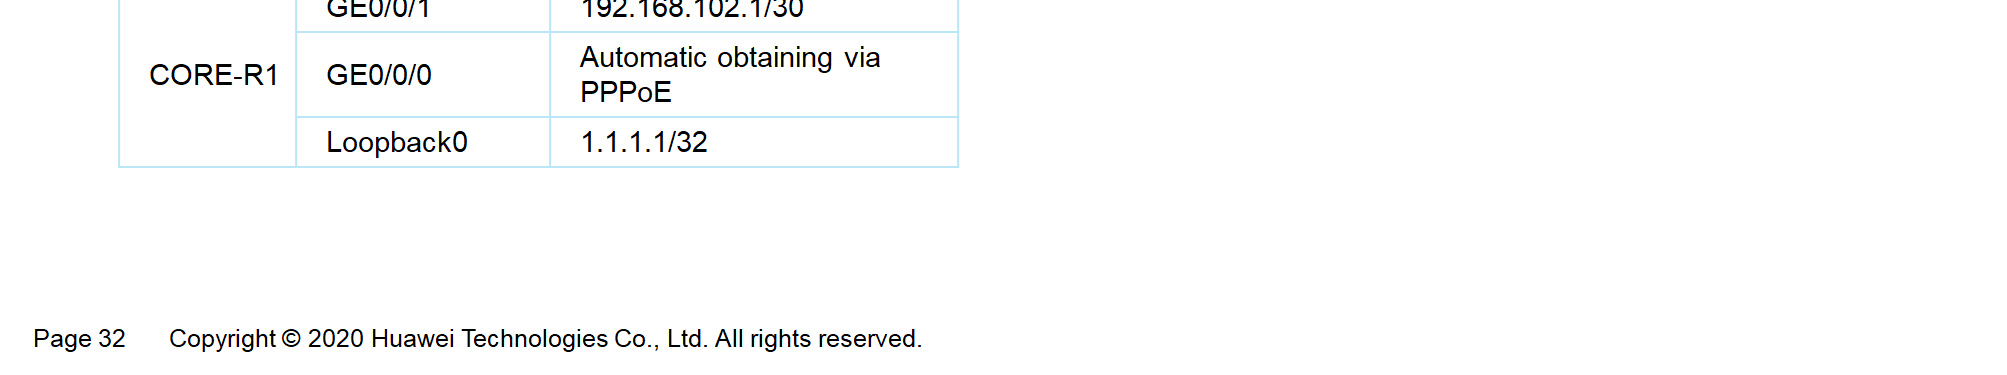 GE0/0/1 192.168.102.1/30
Automatic obtaining via
CORE-R1 GE0/0/0
PPPoE
Loopback0 1.1.1.1/32
Page 32 Copyright © 2020 Huawei Technologies Co., Ltd. All rights reserved.